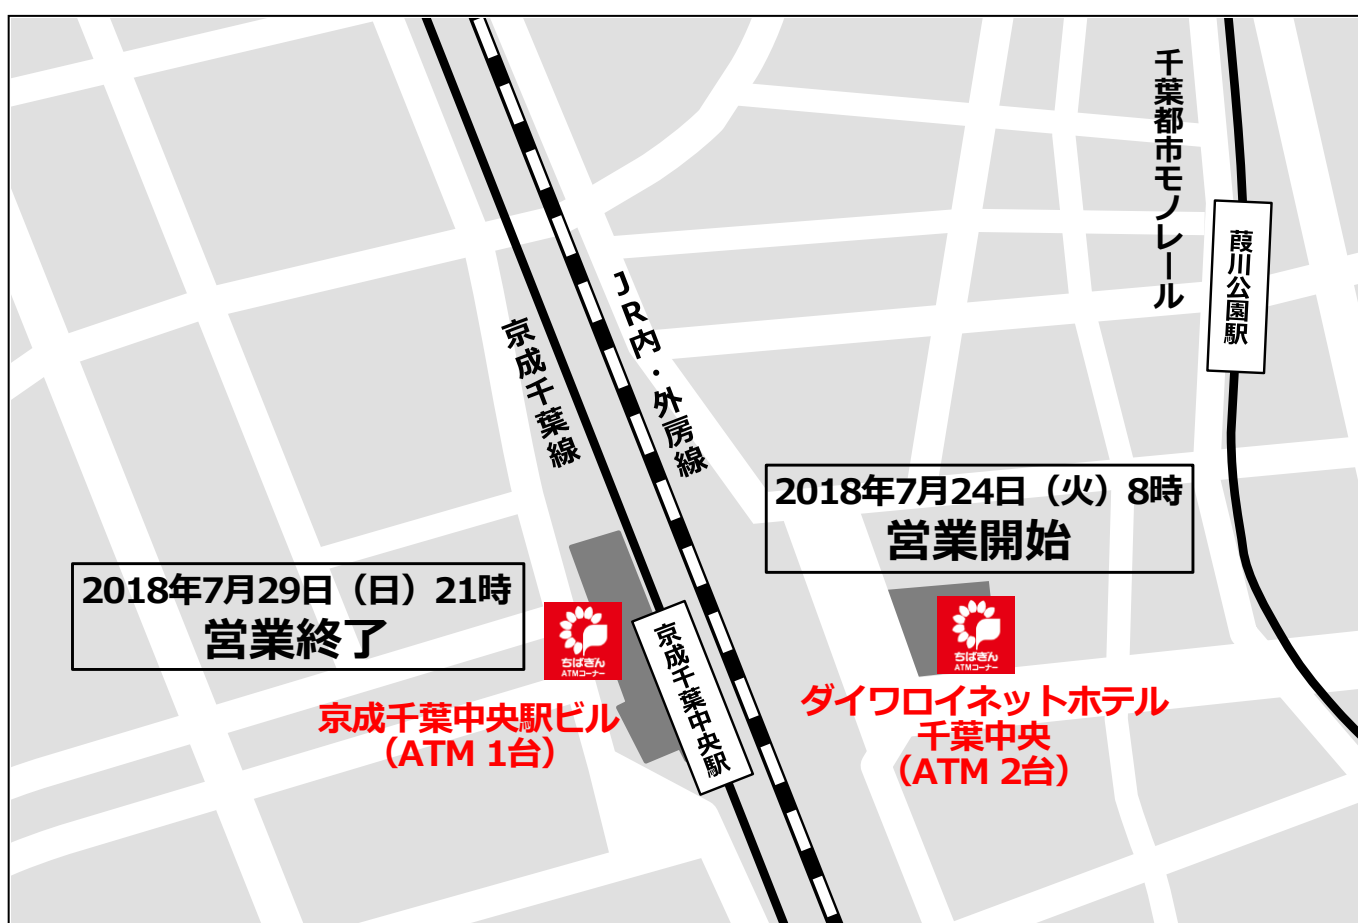 千葉都市モノレール
葭川公園駅
JR内・外房線
京成千葉線
2018年7月24日（火）8時
営業開始
2018年7月29日（日）21時
営業終了
ちばぎん
ATMコーナー
京成千葉中央駅
ちばぎん
ATMコーナー
京成千葉中央駅ビル
（ATM 1台）
ダイワロイネットホテル
千葉中央
（ATM 2台）